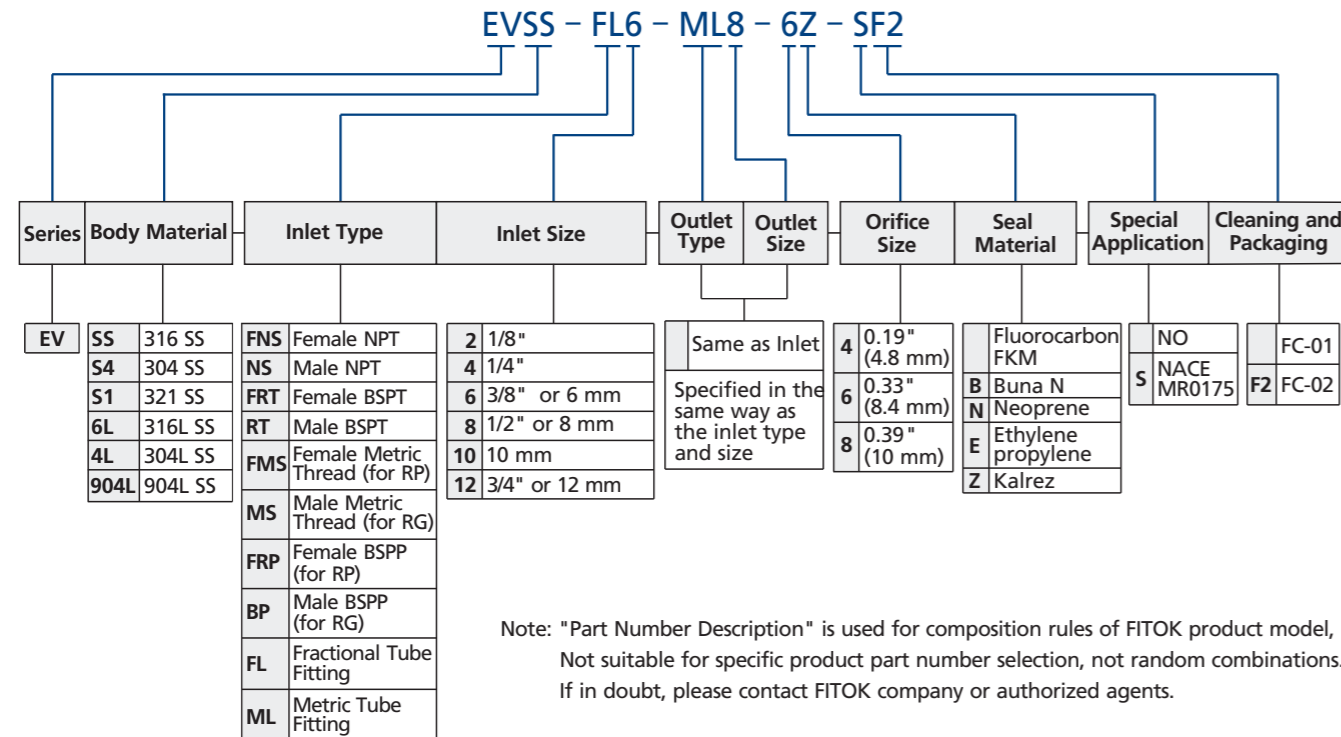 EVSS – FL6 – ML8 – 6Z – SF2
Series
Body Material
Inlet Type
Inlet Size
Outlet
Type
Outlet
Size
Orifice
Size
Seal
Material
Special
Application
Cleaning and
Packaging
EV
SS 316 SS
S4 304 SS
S1 321 SS
6L 316L SS
4L 304L SS
904L 904L SS
FNS Female NPT
NS Male NPT
FRT Female BSPT
RT Male BSPT
FMS Female Metric
Thread (for RP)
MS Male Metric
Thread (for RG)
FRP Female BSPP
(for RP)
BP Male BSPP
(for RG)
FL Fractional Tube
Fitting
ML Metric Tube
Fitting
2 1/8"
4 1/4"
6 3/8" or 6 mm
8 1/2" or 8 mm
10 10 mm
12 3/4" or 12 mm
Same as Inlet
Specified in the
same way as
the inlet type
and size
4 0.19"
(4.8 mm)
6 0.33"
(8.4 mm)
8 0.39"
(10 mm)
Fluorocarbon
FKM
B Buna N
N Neoprene
E Ethylene
propylene
Z Kalrez
NO
S NACE
MR0175
FC-01
F2 FC-02
Note: "Part Number Description" is used for composition rules of FITOK product model,
Not suitable for specific product part number selection, not random combinations.
If in doubt, please contact FITOK company or authorized agents.